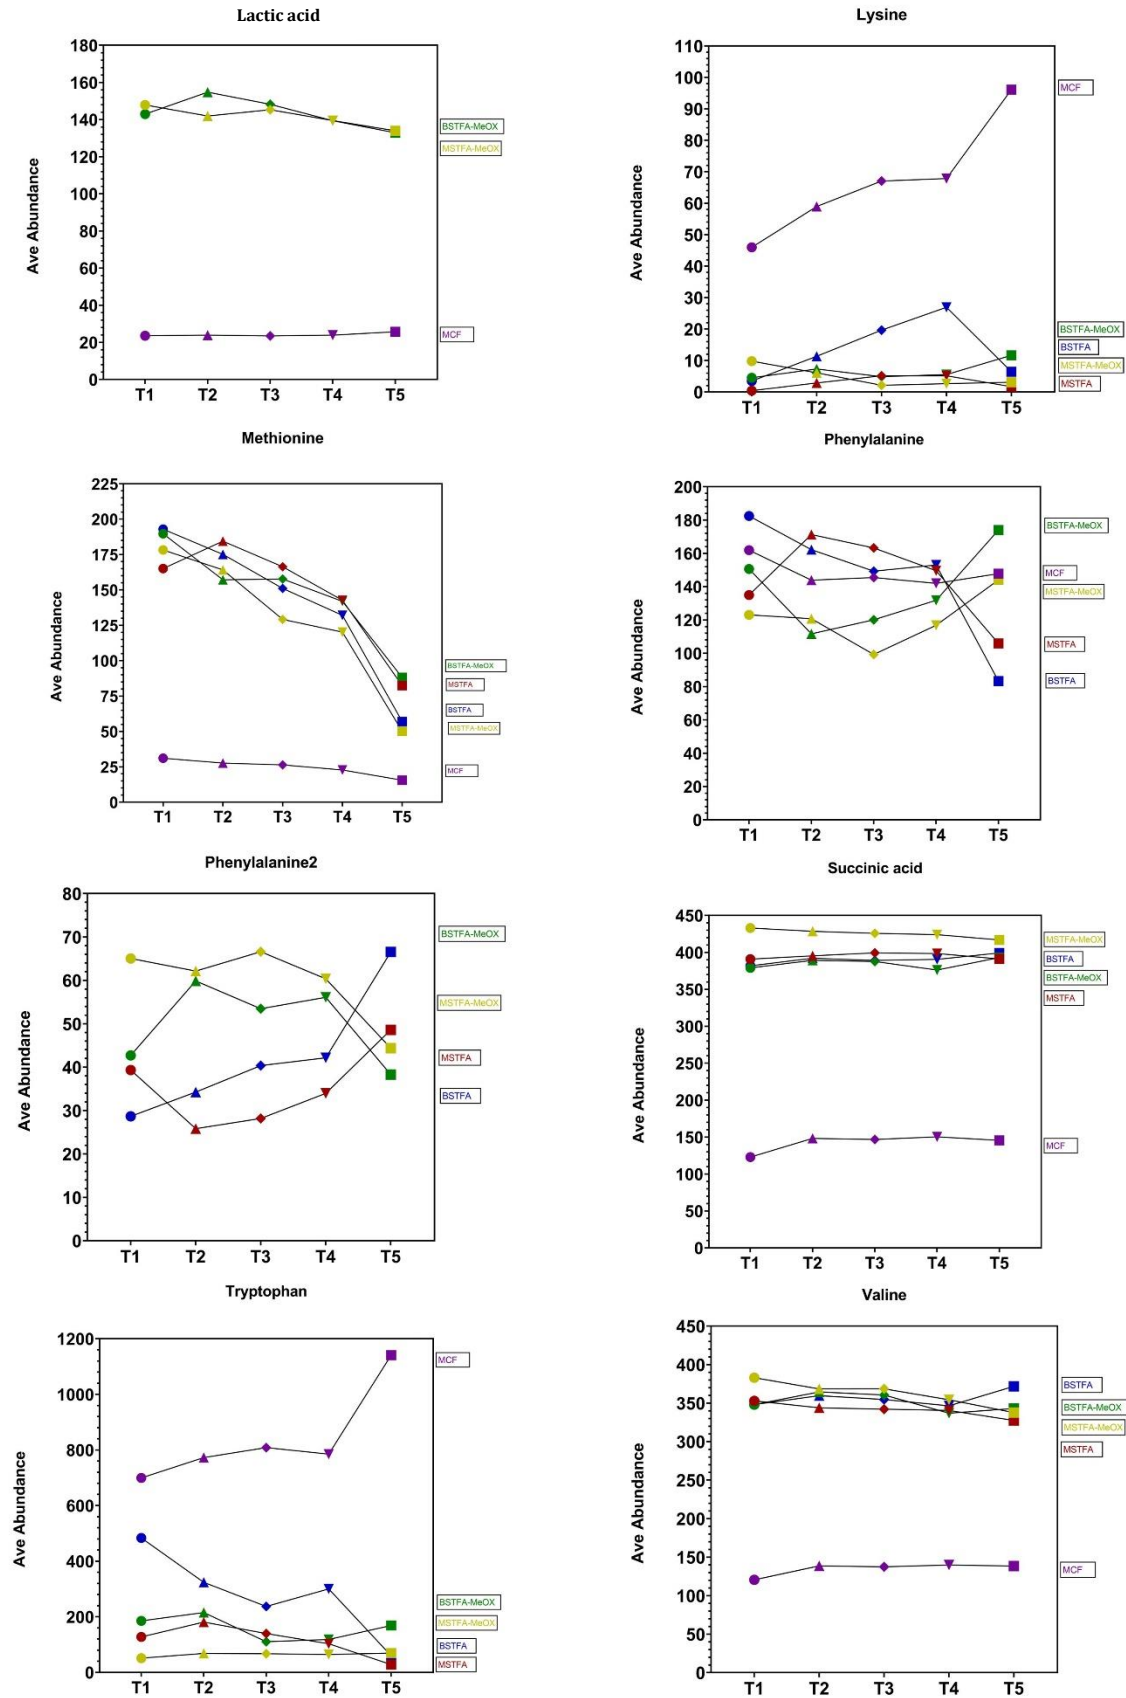 Lactic acid
180
160
140
120
100
80
60
40
20
0
Ave Abundance
T1 T2 T3 T4 T5
BSTFA-MeOX
MSTFA-MeOX
MCF
Lysine
110
100
90
80
70
60
50
40
30
20
10
0
Ave Abundance
T1 T2 T3 T4 T5
MCF
BSTFA-MeOX
BSTFA
MSTFA-MeOX
MSTFA
Methionine
225
200
175
150
125
100
75
50
25
0
Ave Abundance
T1 T2 T3 T4 T5
BSTFA-MeOX
MSTFA
BSTFA
MSTFA-MeOX
MCF
Phenylalanine
200
180
160
140
120
100
80
60
40
20
0
Ave Abundance
T1 T2 T3 T4 T5
BSTFA-MeOX
MCF
MSTFA-MeOX
MSTFA
BSTFA
Phenylalanine2
80
70
60
50
40
30
20
10
0
Ave Abundance
T1 T2 T3 T4 T5
BSTFA-MeOX
MSTFA-MeOX
MSTFA
BSTFA
Succinic acid
450
400
350
300
250
200
150
100
50
0
Ave Abundance
T1 T2 T3 T4 T5
MSTFA-MeOX
BSTFA
BSTFA-MeOX
MSTFA
MCF
Tryptophan
1200
1000
800
600
400
200
0
Ave Abundance
T1 T2 T3 T4 T5
MCF
BSTFA-MeOX
MSTFA-MeOX
BSTFA
MSTFA
Valine
450
400
350
300
250
200
150
100
50
0
Ave Abundance
T1 T2 T3 T4 T5
BSTFA
BSTFA-MeOX
MSTFA-MeOX
MSTFA
MCF